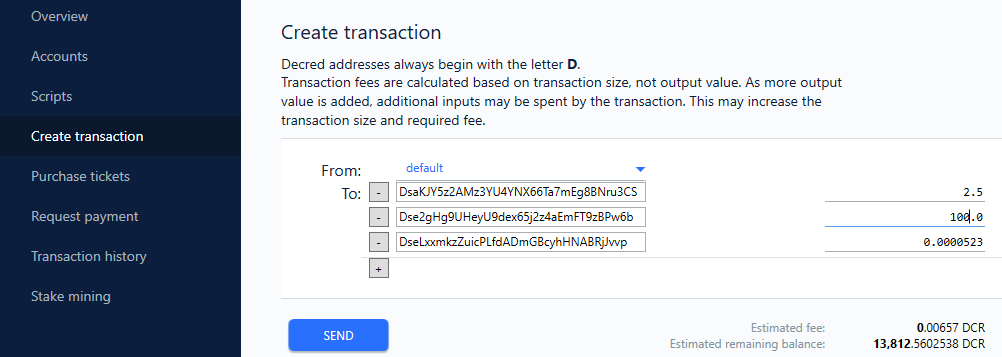 Overview
Accounts
Scripts
Create transaction
Purchase tickets
Request payment
Transaction history
Stake mining
Create transaction
Decred addresses always begin with the letter D.
Transaction fees are calculated based on transaction size, not output value. As more output
value is added, additional inputs may be spent by the transaction. This may increase the
transaction size and required fee.
From: default
To: - DsaKJY5z2AMz3YU4YNX66Ta7mEg8BNru3CS 2.5
- Dse2gHg9UHeyU9dex65j2z4aEmFT9zBPw6b 100.0
- DseLxxmkzZuicPLfdADmGBcyhHNABRjJvvp 0.0000523
+
SEND
Estimated fee: 0.00657 DCR
Estimated remaining balance: 13,812.5602538 DCR